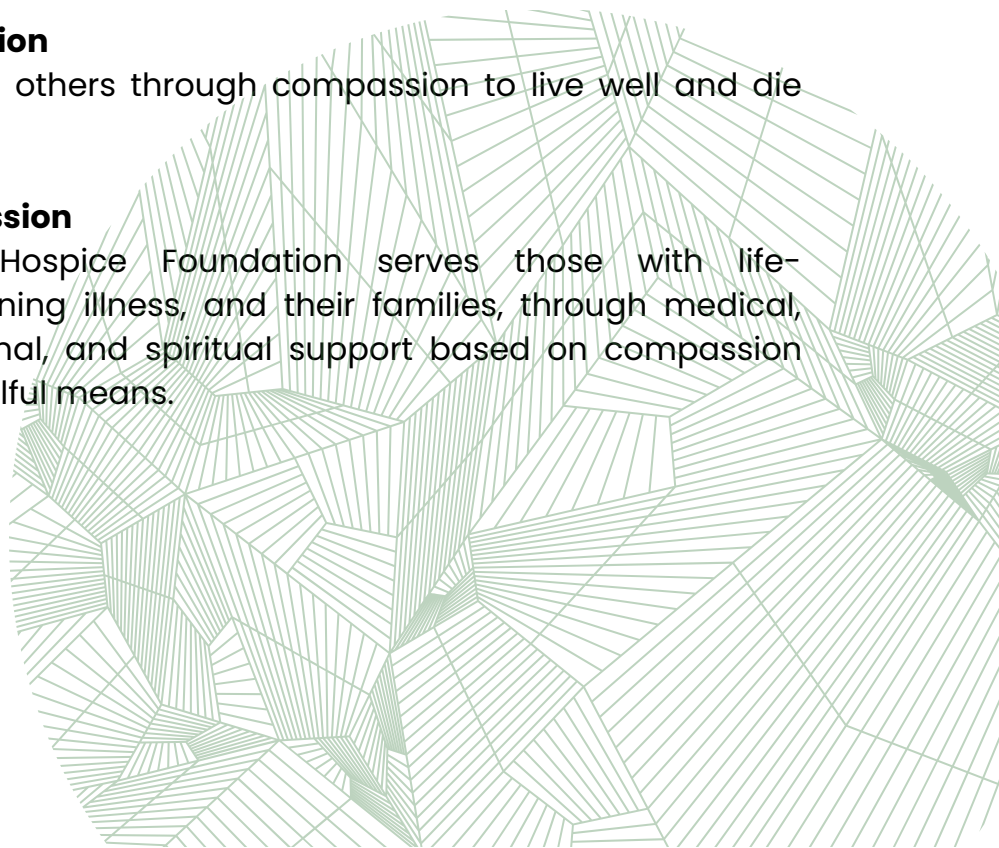 ion
others through compassion to live well and die
ssion
Hospice Foundation serves those with life-
ning illness, and their families, through medical,
nal, and spiritual support based on compassion
lful means.